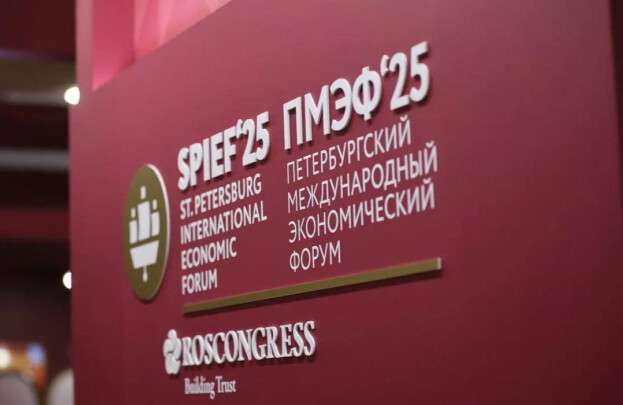 SPIEF‘25
ST. PETERSBURG
INTERNATIONAL
ECONOMIC
FORUM
ПМЭФ‘25
ПЕТЕРБУРГСКИЙ
МЕЖДУНАРОДНЫЙ
ЭКОНОМИЧЕСКИЙ
ФОРУМ
ROSCONGRESS
Building Trust